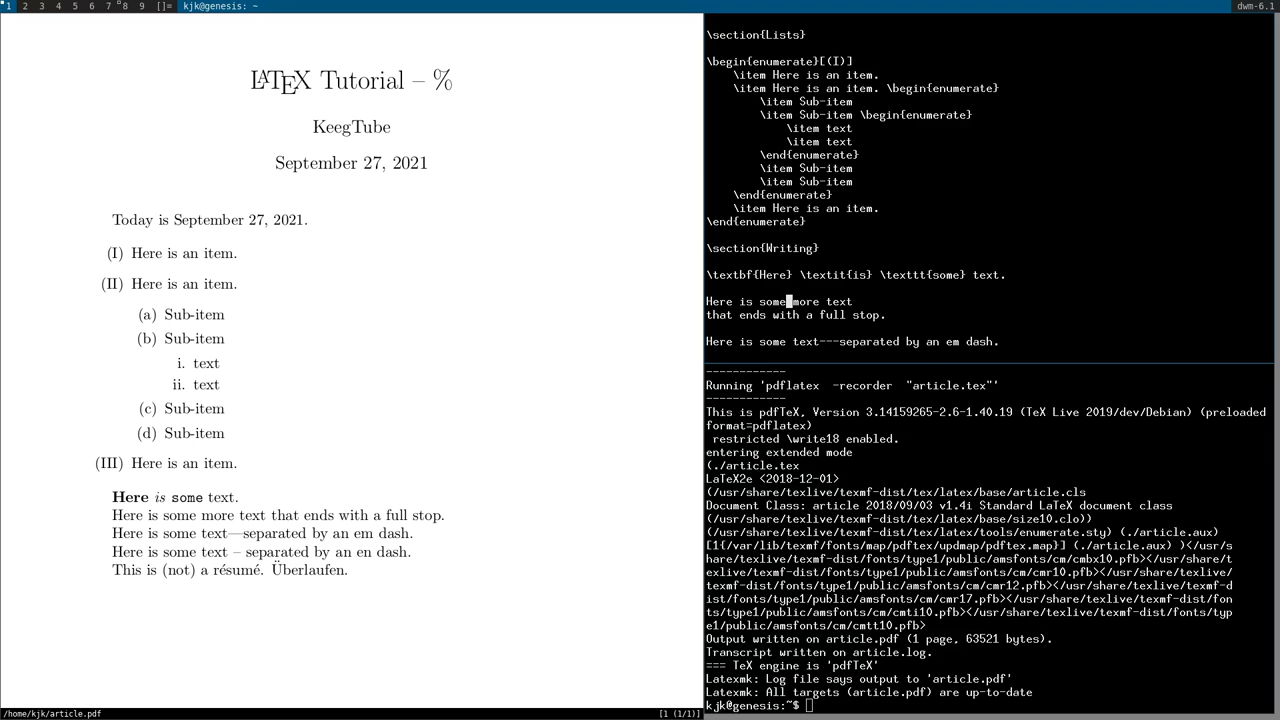 1 2 3 4 5 6 7 8 9 []= kjk@genesis: ~ dwm-6.1
LATEX Tutorial – %
KeegTube
September 27, 2021
Today is September 27, 2021.
(I) Here is an item.
(II) Here is an item.
(a) Sub-item
(b) Sub-item
i. text
ii. text
(c) Sub-item
(d) Sub-item
(III) Here is an item.
Here is some text.
Here is some more text that ends with a full stop.
Here is some text—separated by an em dash.
Here is some text – separated by an en dash.
This is (not) a résumé. Überlaufen.
/home/kjk/article.pdf [1 (1/1)]
\section{Lists}
\begin{enumerate}[(I)]
\item Here is an item.
\item Here is an item. \begin{enumerate}
\item Sub-item
\item Sub-item \begin{enumerate}
\item text
\item text
\end{enumerate}
\item Sub-item
\item Sub-item
\end{enumerate}
\item Here is an item.
\end{enumerate}
\section{Writing}
\textbf{Here} \textit{is} \texttt{some} text.
Here is some more text
that ends with a full stop.
Here is some text---separated by an em dash.
------------
Running 'pdflatex  -recorder  "article.tex"'
------------
This is pdfTeX, Version 3.14159265-2.6-1.40.19 (TeX Live 2019/dev/Debian) (preloaded
format=pdflatex)
restricted \write18 enabled.
entering extended mode
(./article.tex
LaTeX2e <2018-12-01>
(/usr/share/texlive/texmf-dist/tex/latex/base/article.cls
Document Class: article 2018/09/03 v1.4i Standard LaTeX document class
(/usr/share/texlive/texmf-dist/tex/latex/base/size10.clo))
(/usr/share/texlive/texmf-dist/tex/latex/tools/enumerate.sty) (./article.aux)
[1{/var/lib/texmf/fonts/map/pdftex/updmap/pdftex.map}] (./article.aux) )</usr/s
hare/texlive/texmf-dist/fonts/type1/public/amsfonts/cm/cmbx10.pfb></usr/share/t
exlive/texmf-dist/fonts/type1/public/amsfonts/cm/cmr10.pfb></usr/share/texlive/
texmf-dist/fonts/type1/public/amsfonts/cm/cmr12.pfb></usr/share/texlive/texmf-d
ist/fonts/type1/public/amsfonts/cm/cmr17.pfb></usr/share/texlive/texmf-dist/fon
ts/type1/public/amsfonts/cm/cmti10.pfb></usr/share/texlive/texmf-dist/fonts/typ
e1/public/amsfonts/cm/cmtt10.pfb>
Output written on article.pdf (1 page, 63521 bytes).
Transcript written on article.log.
=== TeX engine is 'pdfTeX'
Latexmk: Log file says output to 'article.pdf'
Latexmk: All targets (article.pdf) are up-to-date
kjk@genesis:~$